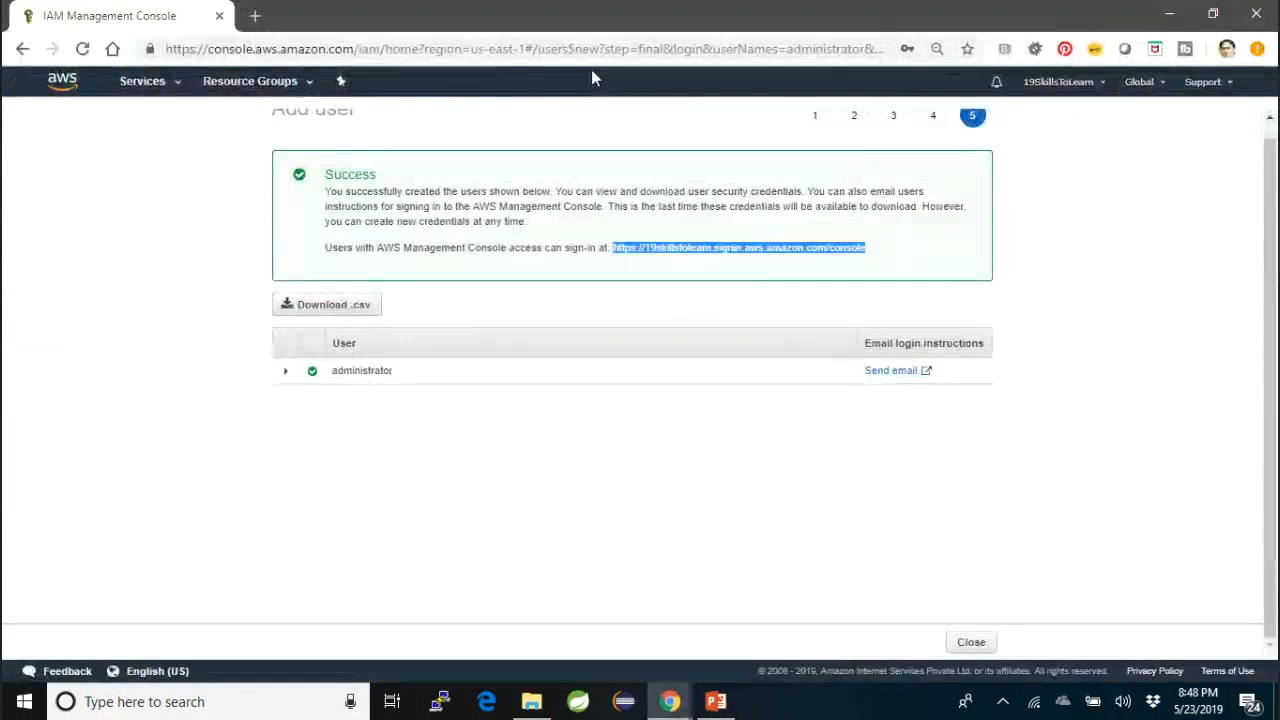 IAM Management Console
https://console.aws.amazon.com/iam/home?region=us-east-1#/users$new?step=final&login&userNames=administrator&...
aws Services Resource Groups 19SkillsToLearn Global Support
Add user 1 2 3 4 5
Success
You successfully created the users shown below. You can view and download user security credentials. You can also email users
instructions for signing in to the AWS Management Console. This is the last time these credentials will be available to download. However,
you can create new credentials at any time.
Users with AWS Management Console access can sign-in at: https://19skillstolearn.signin.aws.amazon.com/console
Download .csv
User Email login instructions
administrator Send email
Close
Feedback English (US) © 2008 - 2019, Amazon Internet Services Private Ltd. or its affiliates. All rights reserved. Privacy Policy Terms of Use
Type here to search
8:48 PM
5/23/2019
24